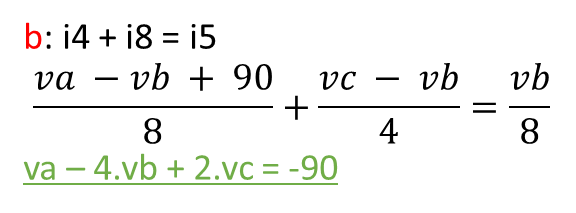 b: i4 + i8 = i5
(va − vb + 90)/8 + (vc − vb)/4 = vb/8
va – 4.vb + 2.vc = -90